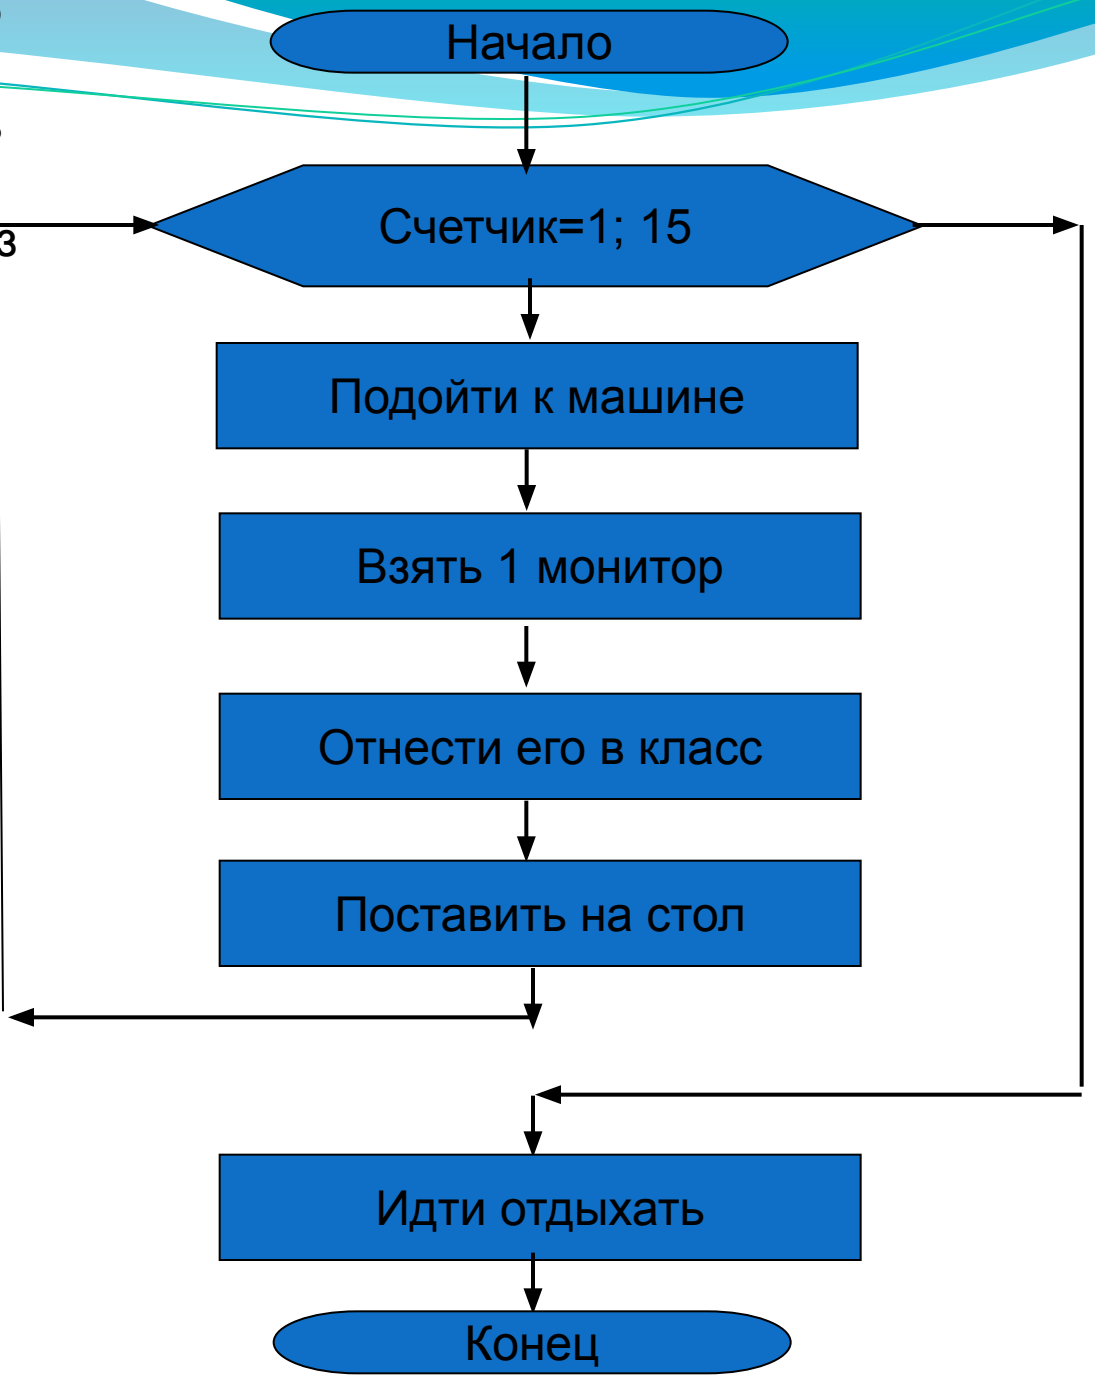 Начало
Счетчик=1; 15
Подойти к машине
Взять 1 монитор
Отнести его в класс
Поставить на стол
Идти отдыхать
Конец